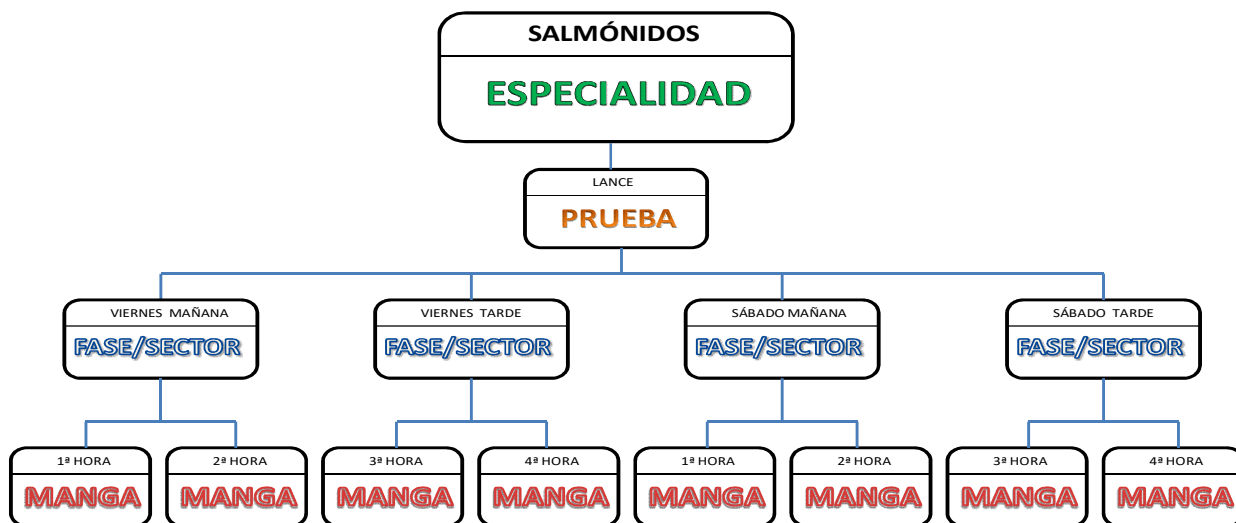 SALMÓNIDOS
ESPECIALIDAD
LANCE
PRUEBA
VIERNES MAÑANA
FASE/SECTOR
VIERNES TARDE
FASE/SECTOR
SÁBADO MAÑANA
FASE/SECTOR
SÁBADO TARDE
FASE/SECTOR
1ª HORA
MANGA
2ª HORA
MANGA
3ª HORA
MANGA
4ª HORA
MANGA
1ª HORA
MANGA
2ª HORA
MANGA
3ª HORA
MANGA
4ª HORA
MANGA